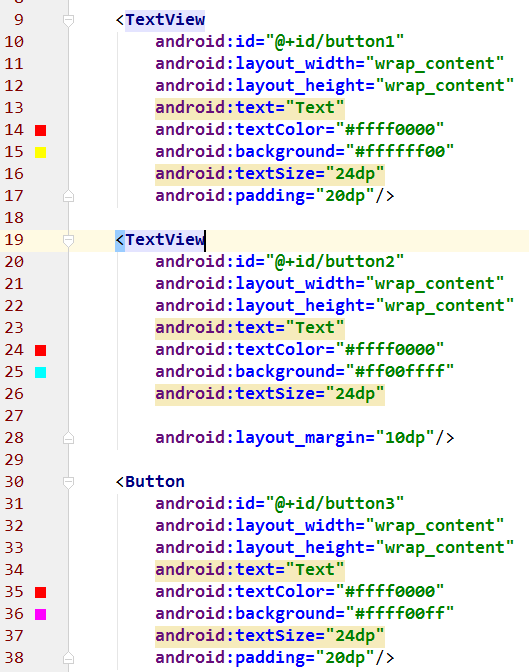 9 <TextView
10 android:id="@+id/button1"
11 android:layout_width="wrap_content"
12 android:layout_height="wrap_content"
13 android:text="Text"
14 android:textColor="#ffff0000"
15 android:background="#ffffff00"
16 android:textSize="24dp"
17 android:padding="20dp"/>
18
19 <TextView
20 android:id="@+id/button2"
21 android:layout_width="wrap_content"
22 android:layout_height="wrap_content"
23 android:text="Text"
24 android:textColor="#ffff0000"
25 android:background="#ff00ffff"
26 android:textSize="24dp"
27
28 android:layout_margin="10dp"/>
29
30 <Button
31 android:id="@+id/button3"
32 android:layout_width="wrap_content"
33 android:layout_height="wrap_content"
34 android:text="Text"
35 android:textColor="#ffff0000"
36 android:background="#ffff00ff"
37 android:textSize="24dp"
38 android:padding="20dp"/>